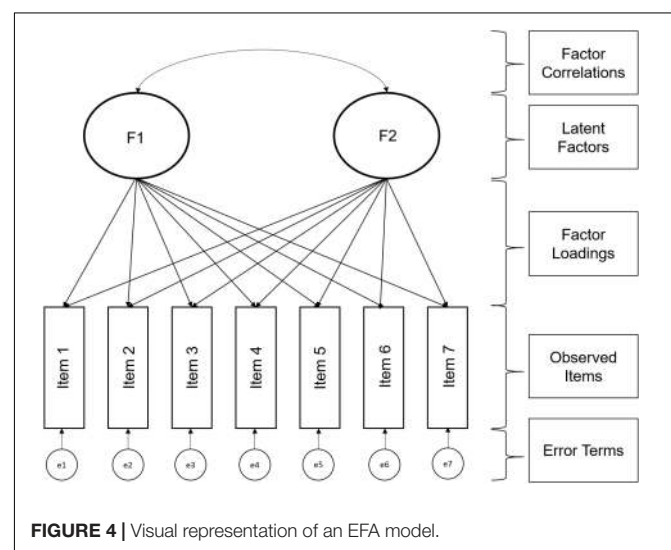 Factor
Correlations
F1
F2
Latent
Factors
Factor
Loadings
Item 1
Item 2
Item 3
Item 4
Item 5
Item 6
Item 7
Observed
Items
e1
e2
e3
e4
e5
e6
e7
Error Terms
FIGURE 4 | Visual representation of an EFA model.